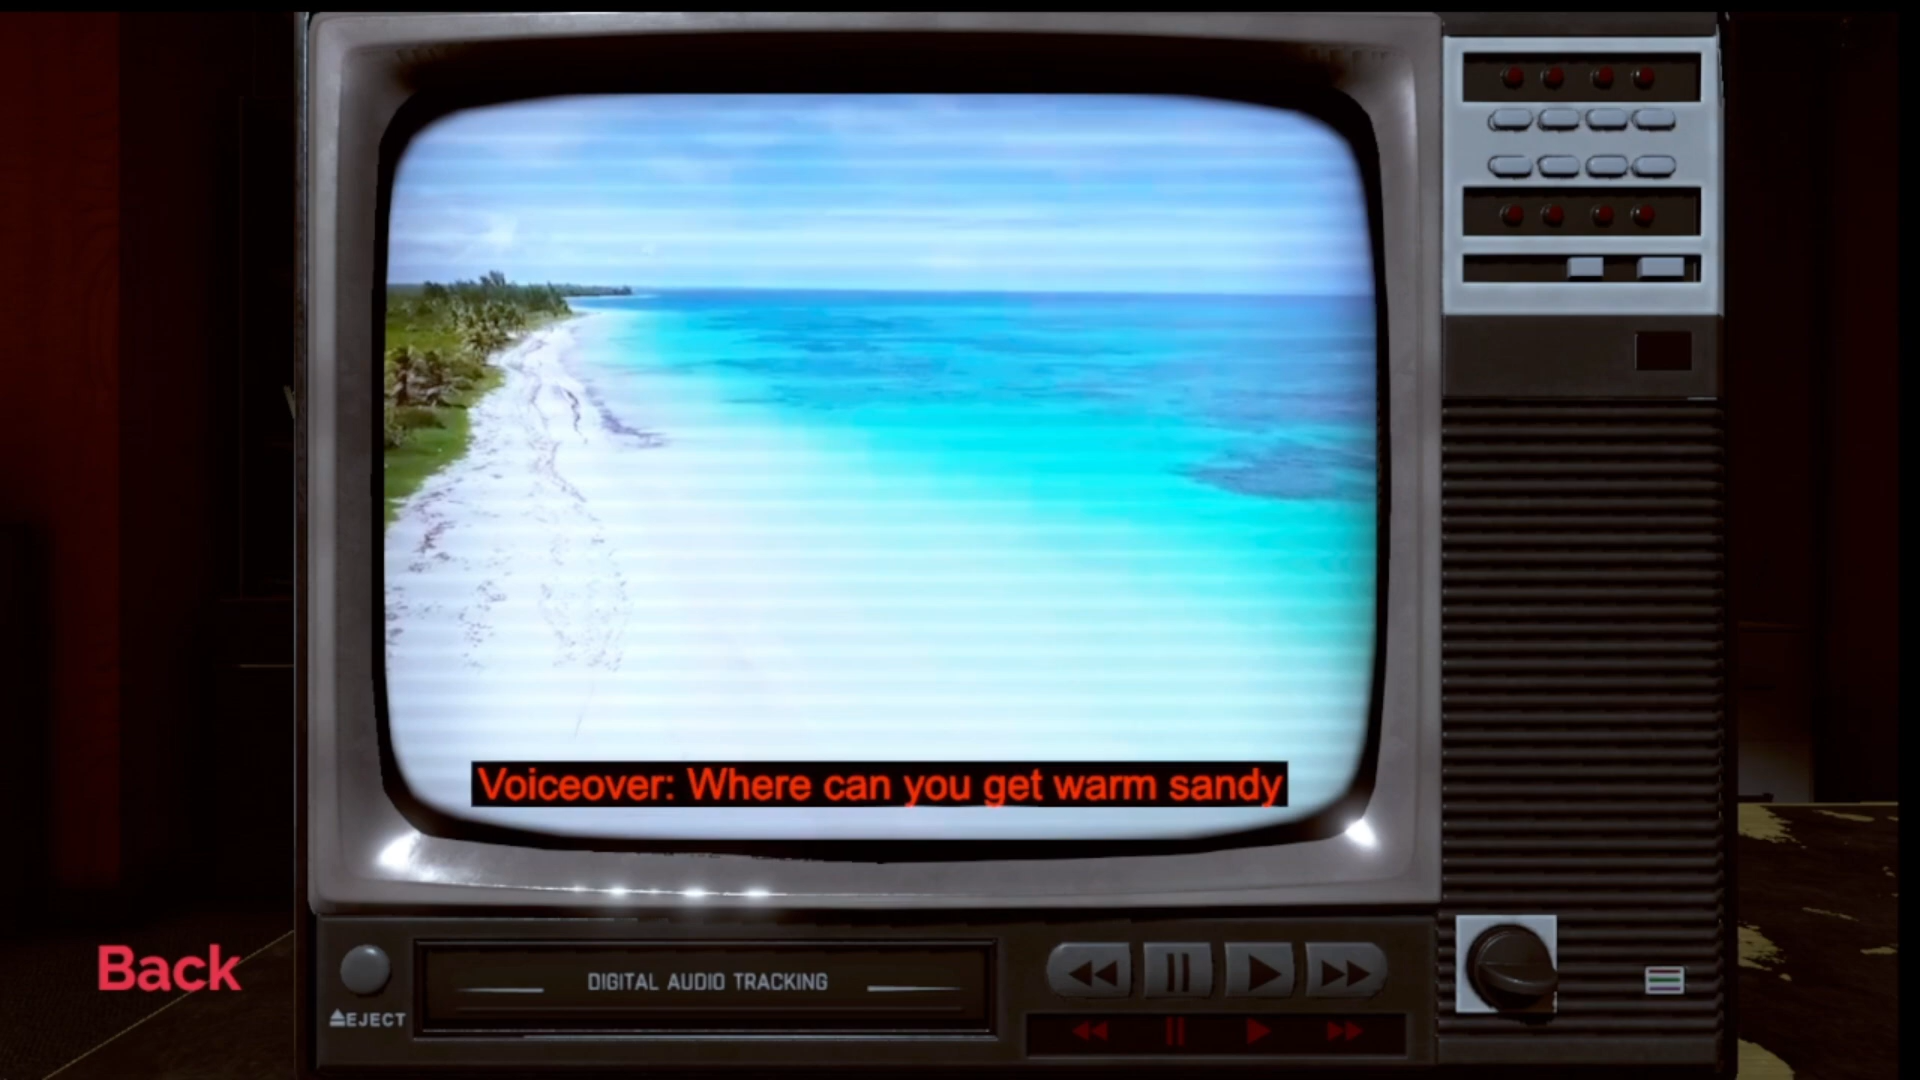 Voiceover: Where can you get warm sandy
Back
DIGITAL AUDIO TRACKING
EJECT